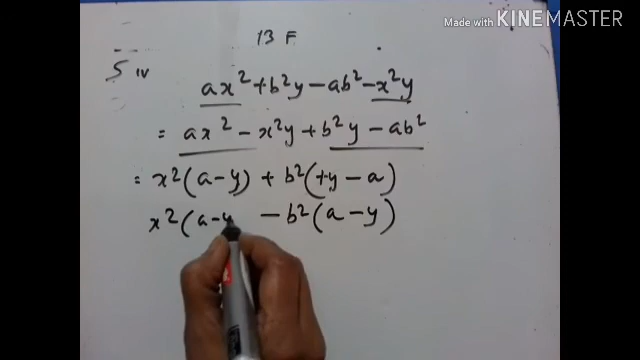 Made with KINEMASTER
13 F
5 iv
ax² + b²y - ab² - x²y
= ax² - x²y + b²y - ab²
= x²(a - y) + b²(+y - a)
x²(a - y - b²(a - y)